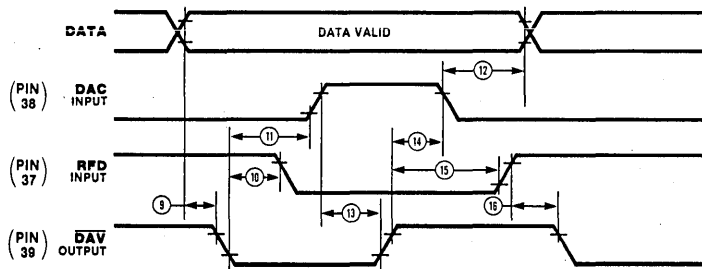 DATA
DATA VALID
12
(PIN 38) DAC INPUT
11
14
(PIN 37) RFD INPUT
10
15
9
13
16
(PIN 39) DAV OUTPUT